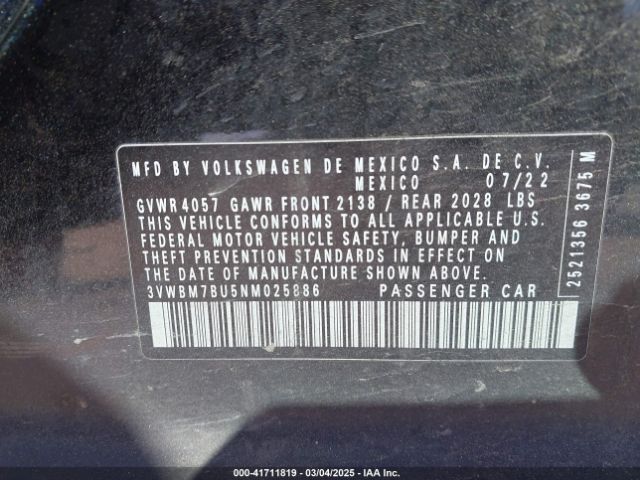 MFD BY VOLKSWAGEN DE MEXICO S.A. DE C.V.
MEXICO 07/22
GVWR 4057 GAWR FRONT 2138 / REAR 2028 LBS
THIS VEHICLE CONFORMS TO ALL APPLICABLE U.S.
FEDERAL MOTOR VEHICLE SAFETY, BUMPER AND
THEFT PREVENTION STANDARDS IN EFFECT ON
THE DATE OF MANUFACTURE SHOWN ABOVE.
3VWBM7BU5NM025886 PASSENGER CAR
2521356 3675 M
000-41711819 - 03/04/2025 - IAA Inc.